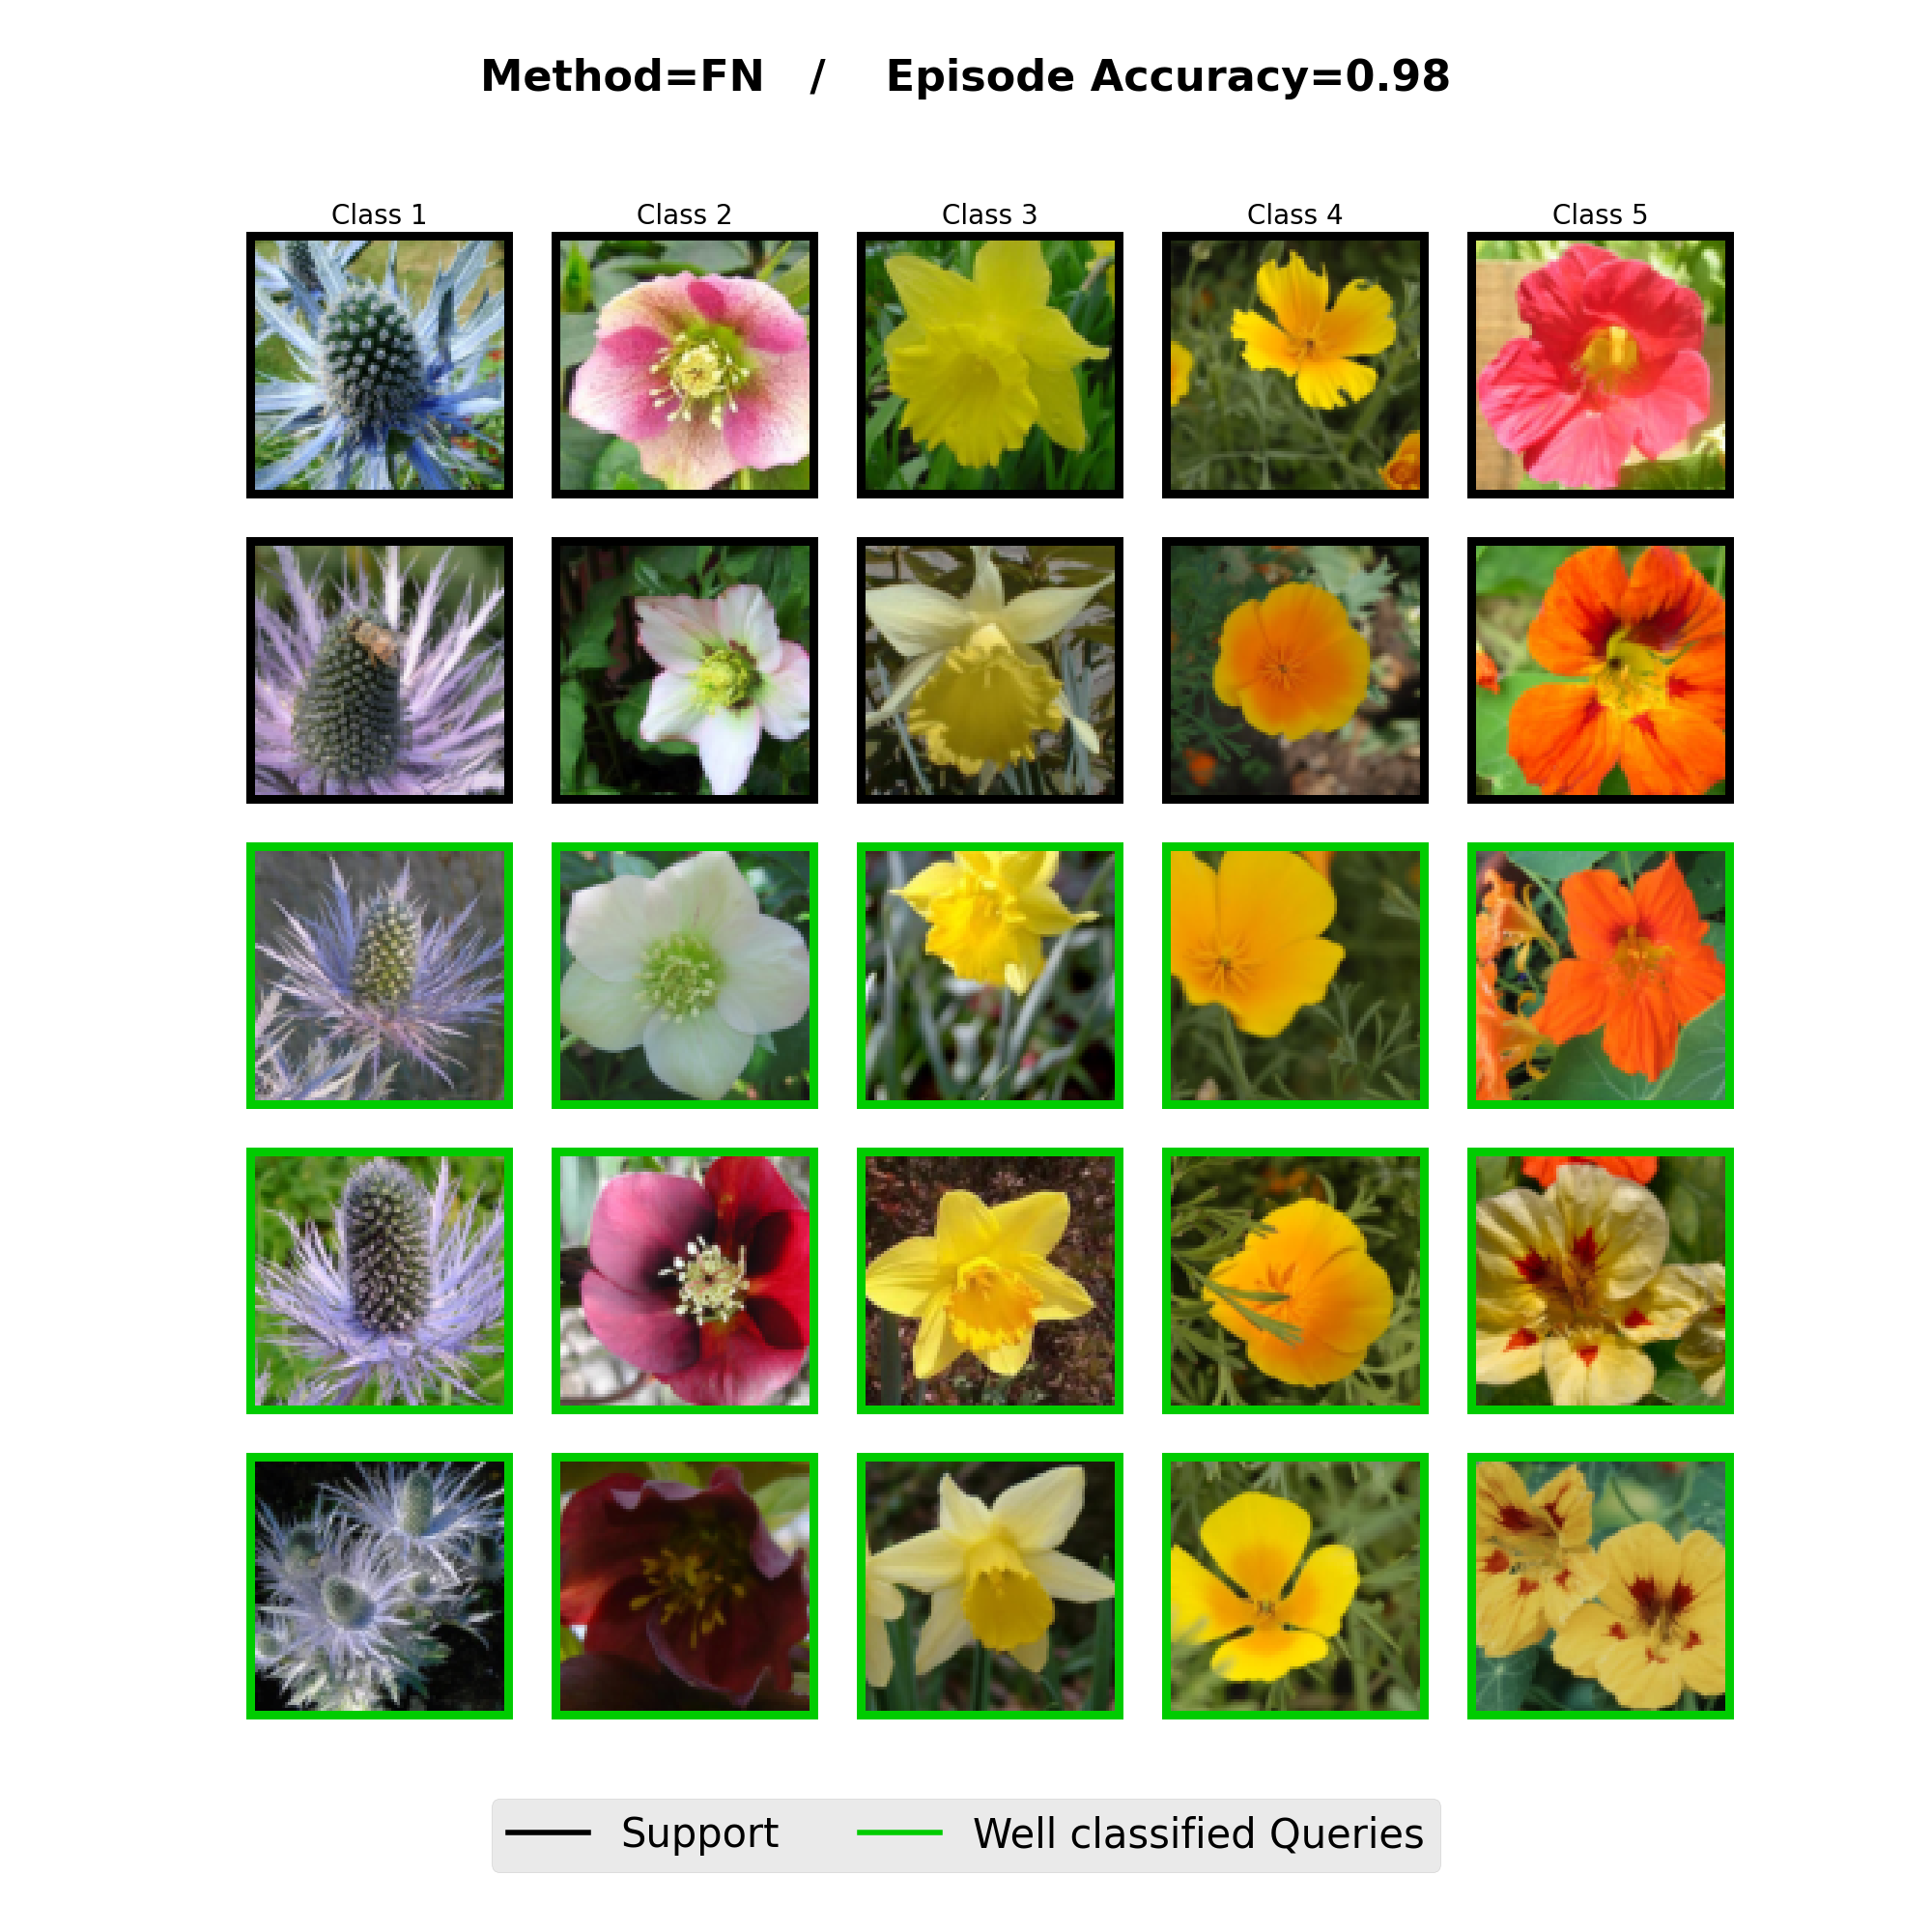 Method=FN / Episode Accuracy=0.98
Class 1 Class 2 Class 3 Class 4 Class 5
Support Well classified Queries